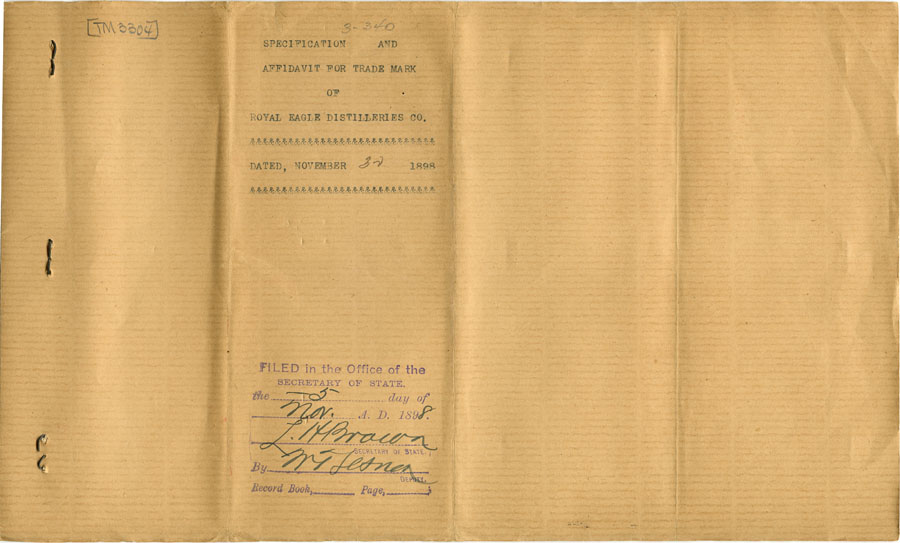 [TM 3304]
3-340
SPECIFICATION AND
AFFIDAVIT FOR TRADE MARK
OF
ROYAL EAGLE DISTILLERIES CO.
DATED, NOVEMBER 1898
FILED in the Office of the
SECRETARY OF STATE.
the 5 day of
Nov. A. D. 1898.
L. H Brown
SECRETARY OF STATE
By
DEPUTY.
Record Book, Page,